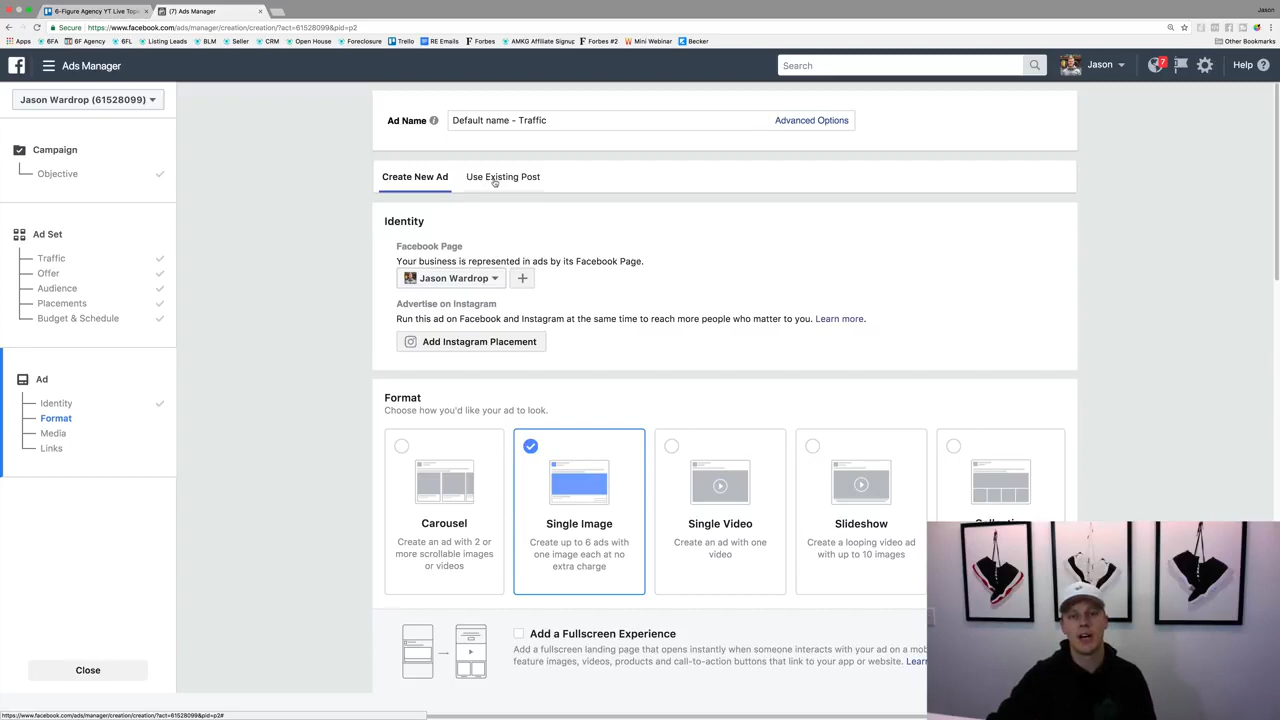 6-Figure Agency YT Live Tope
(7) Ads Manager
Jason
Secure
https://www.facebook.com/ads/manager/creation/creation/?act=61528099&pid=p2
Apps
6FA
6F Agency
6FL
Listing Leads
BLM
Seller
CRM
Open House
Foreclosure
Trello
RE Emails
Forbes
AMKG Affiliate Signup
Forbes #2
Mini Webinar
Becker
Other Bookmarks
Ads Manager
Search
Jason
7
Help
Jason Wardrop (61528099)
Campaign
Objective
Ad Set
Traffic
Offer
Audience
Placements
Budget & Schedule
Ad
Identity
Format
Media
Links
Close
Ad Name
Default name - Traffic
Advanced Options
Create New Ad
Use Existing Post
Identity
Facebook Page
Your business is represented in ads by its Facebook Page.
Jason Wardrop
Advertise on Instagram
Run this ad on Facebook and Instagram at the same time to reach more people who matter to you. Learn more.
Add Instagram Placement
Format
Choose how you'd like your ad to look.
Carousel
Create an ad with 2 or
more scrollable images
or videos
Single Image
Create up to 6 ads with
one image each at no
extra charge
Single Video
Create an ad with one
video
Slideshow
Create a looping video ad
with up to 10 images
Add a Fullscreen Experience
Add a fullscreen landing page that opens instantly when someone interacts with your ad on a mob
feature images, videos, products and call-to-action buttons that link to your app or website. Learn
https://www.facebook.com/ads/manager/creation/creation/?act=61528099&pid=p2#